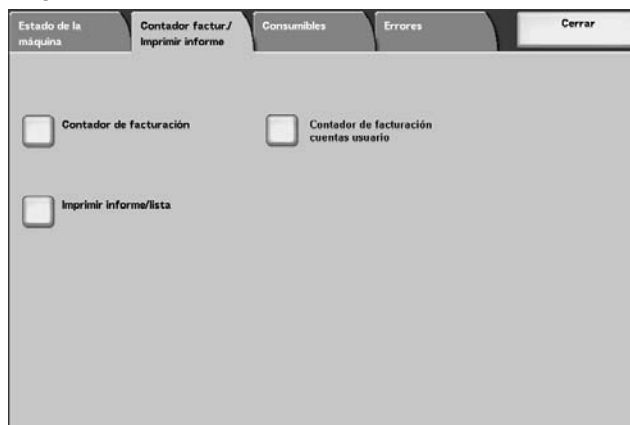 Estado de la
máquina
Contador factur./
Imprimir informe
Consumibles
Errores
Cerrar
Contador de facturación
Contador de facturación
cuentas usuario
Imprimir informe/lista